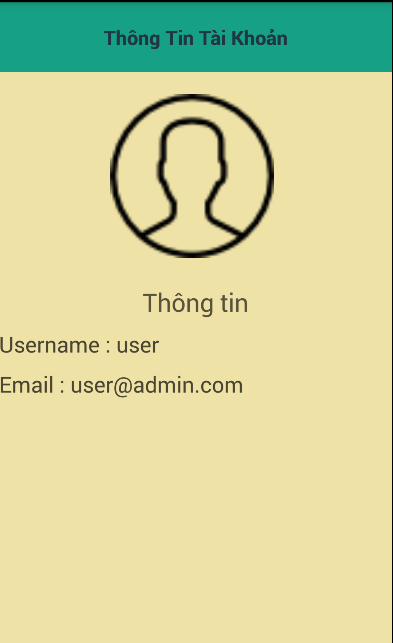 Thông Tin Tài Khoản
Thông tin
Username : user
Email : user@admin.com